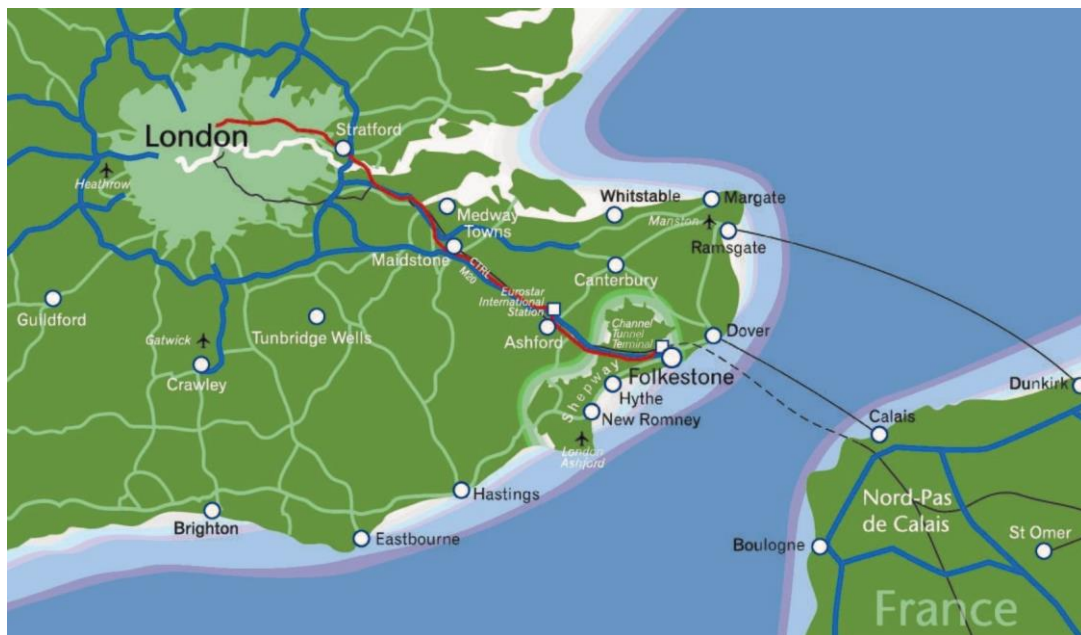 London
Stratford
Heathrow
Medway
Towns
Whitstable
Margate
Manston
Ramsgate
Maidstone
CTRL
M20
Canterbury
Eurostar
International
Station
Guildford
Gatwick
Tunbridge Wells
Ashford
Channel
Tunnel
Terminal
Dover
Crawley
Shepway
Folkestone
Hythe
New Romney
London
Ashford
Dunkirk
Calais
Hastings
Nord-Pas
de Calais
Brighton
Eastbourne
Boulogne
St Omer
France